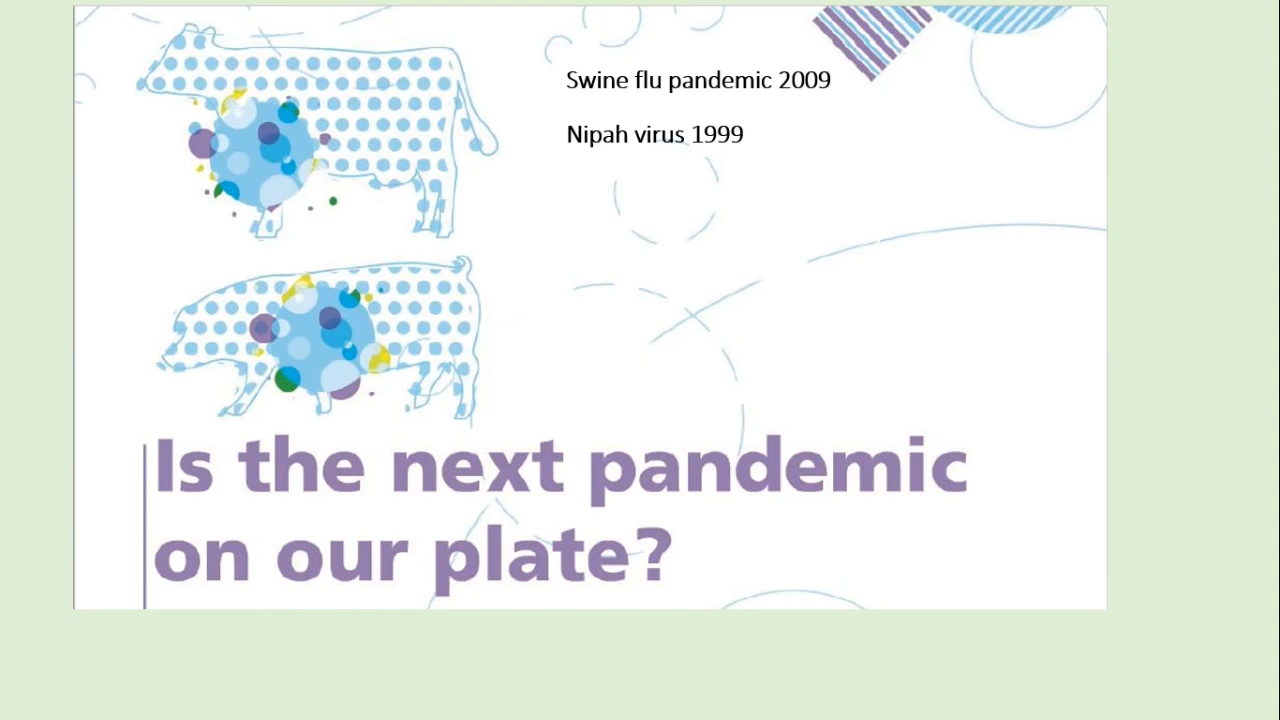 Swine flu pandemic 2009
Nipah virus 1999
Is the next pandemic
on our plate?